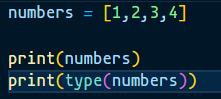 numbers = [1,2,3,4]
print(numbers)
print(type(numbers))